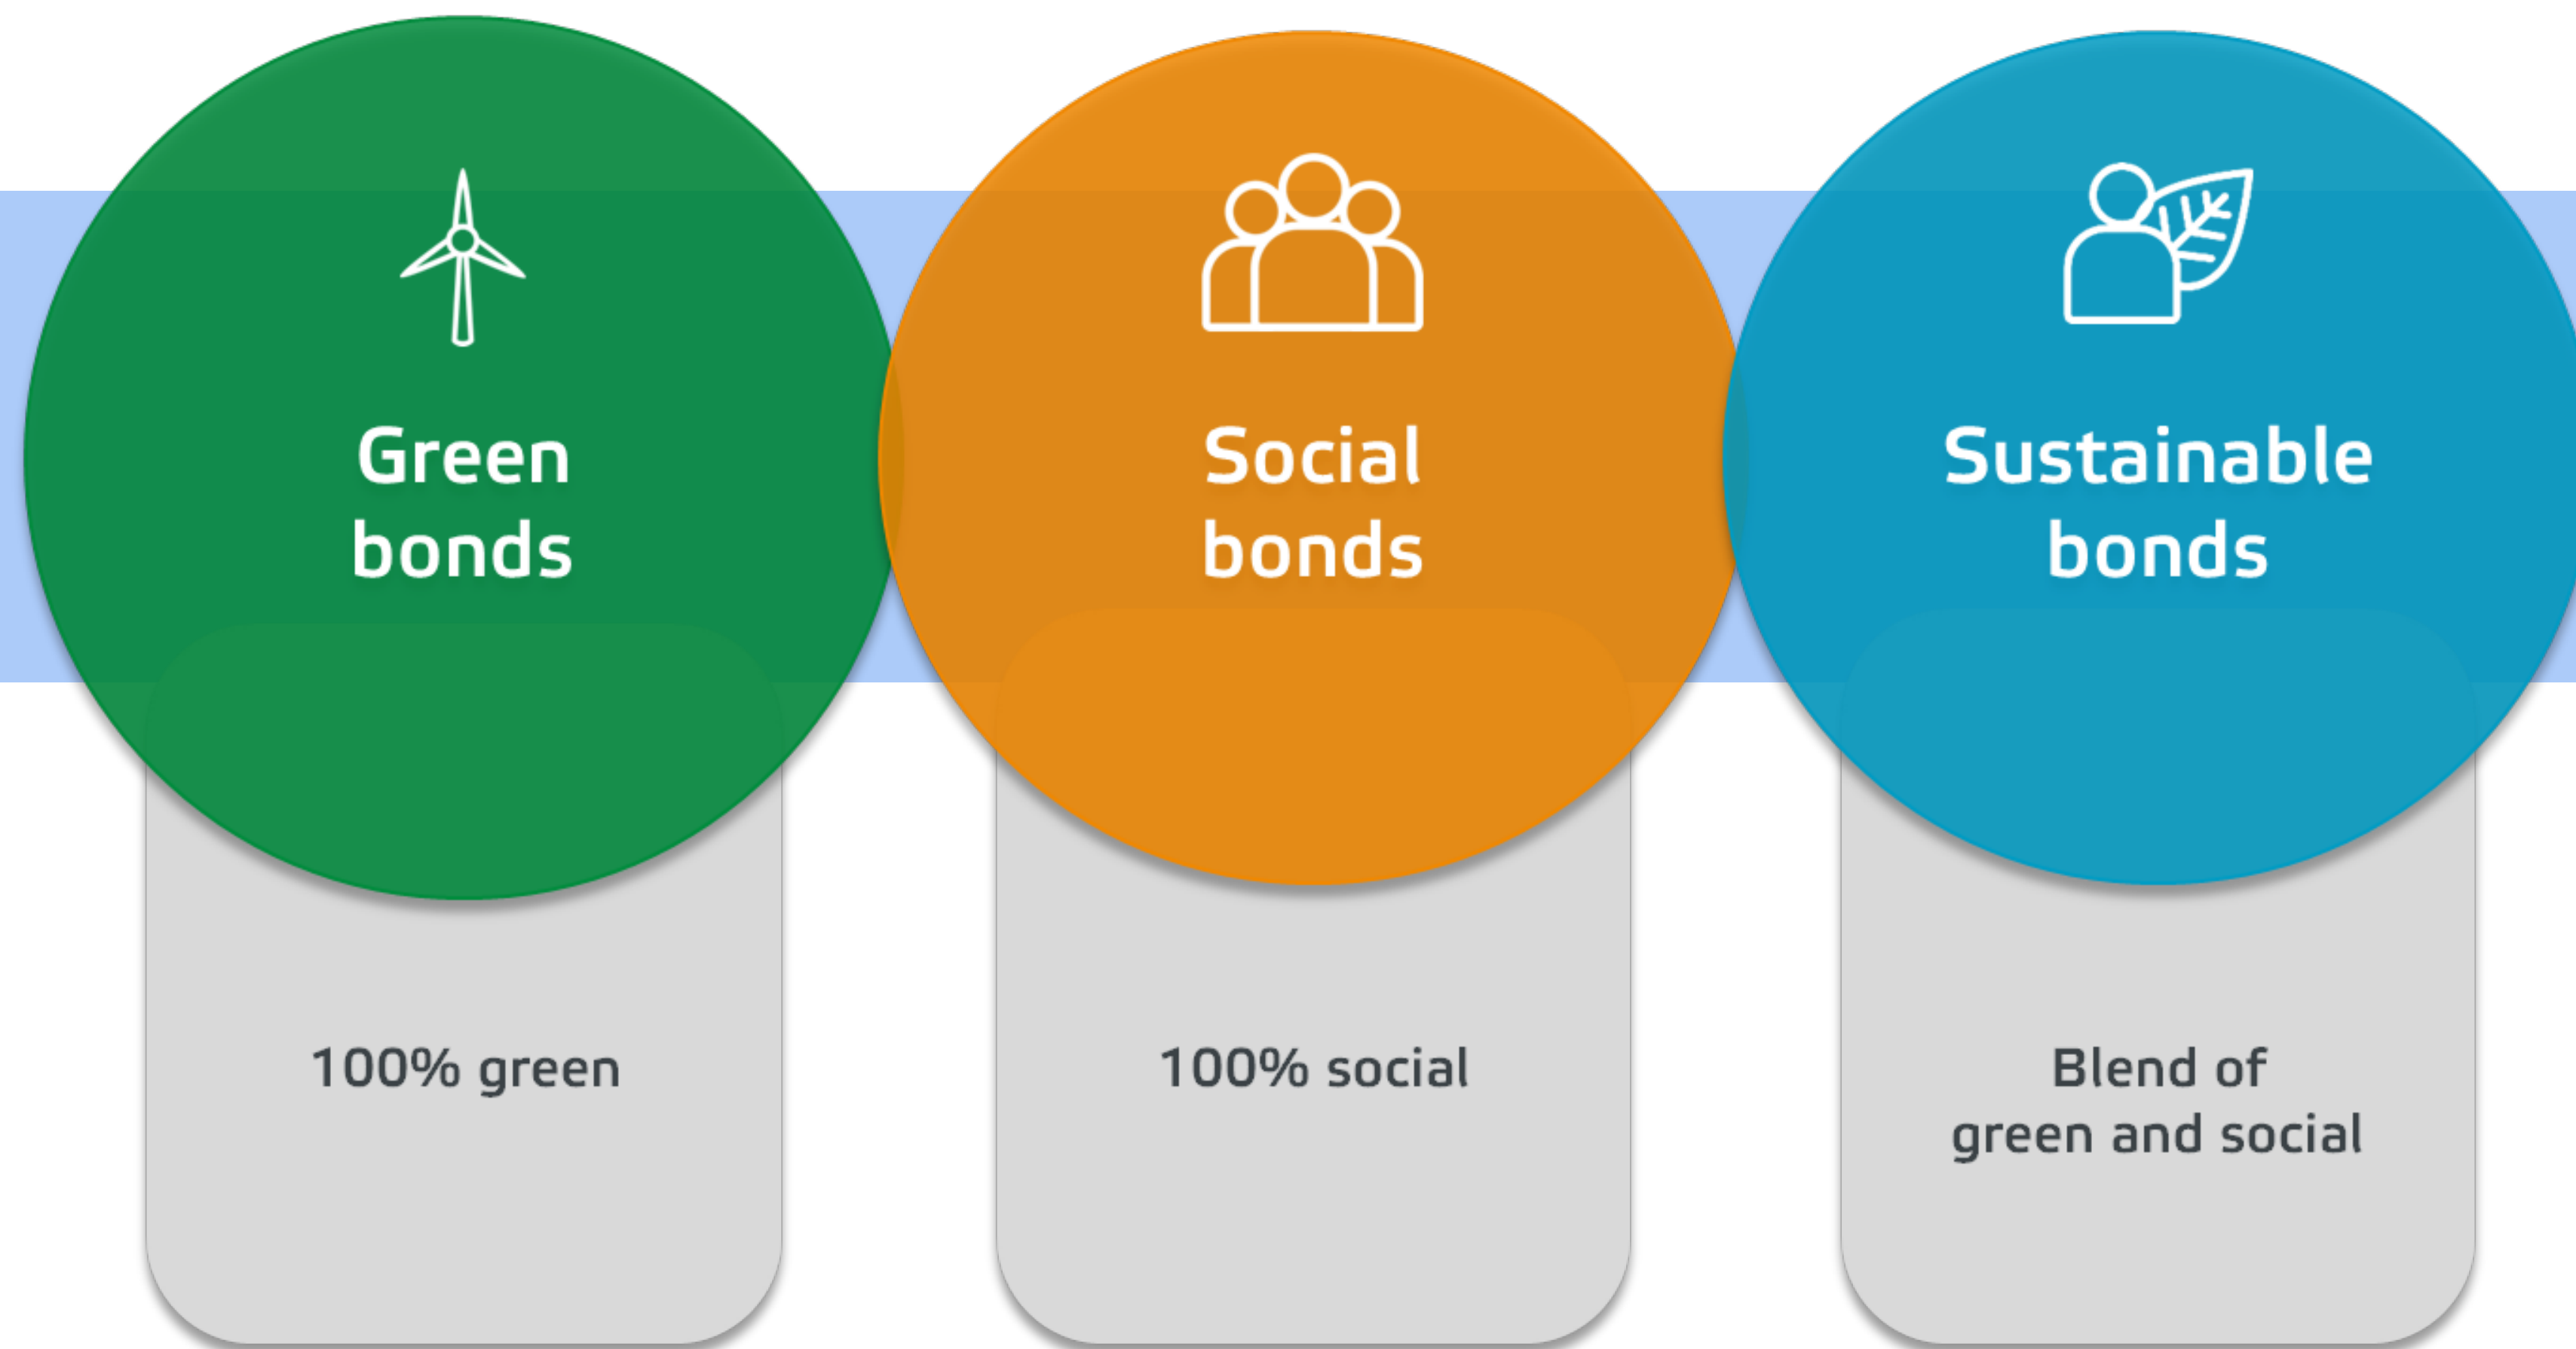 Green
bonds
100% green
Social
bonds
100% social
Sustainable
bonds
Blend of
green and social